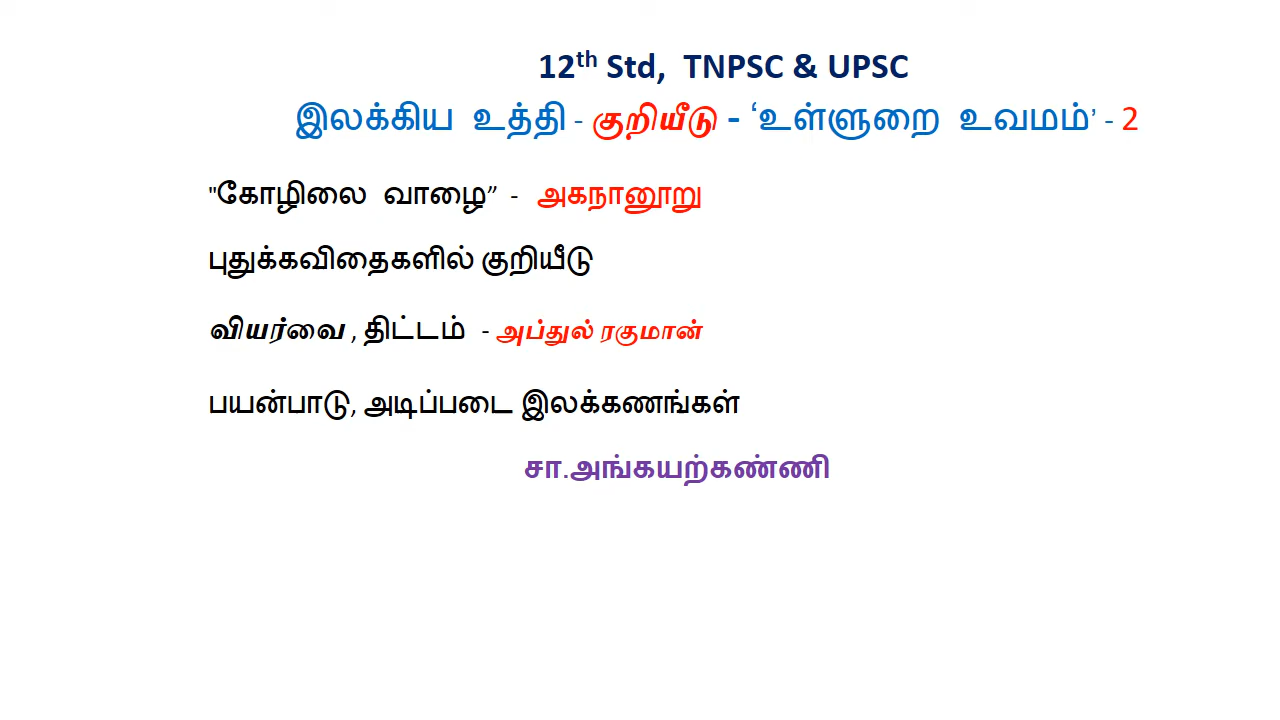 12th Std, TNPSC & UPSC
இலக்கிய உத்தி - குறியீடு - ‘உள்ளுறை உவமம்’ - 2
"கோழிலை வாழை” - அகநானூறு
புதுக்கவிதைகளில் குறியீடு
வியர்வை , திட்டம் - அப்துல் ரகுமான்
பயன்பாடு, அடிப்படை இலக்கணங்கள்
சா.அங்கயற்கண்ணி